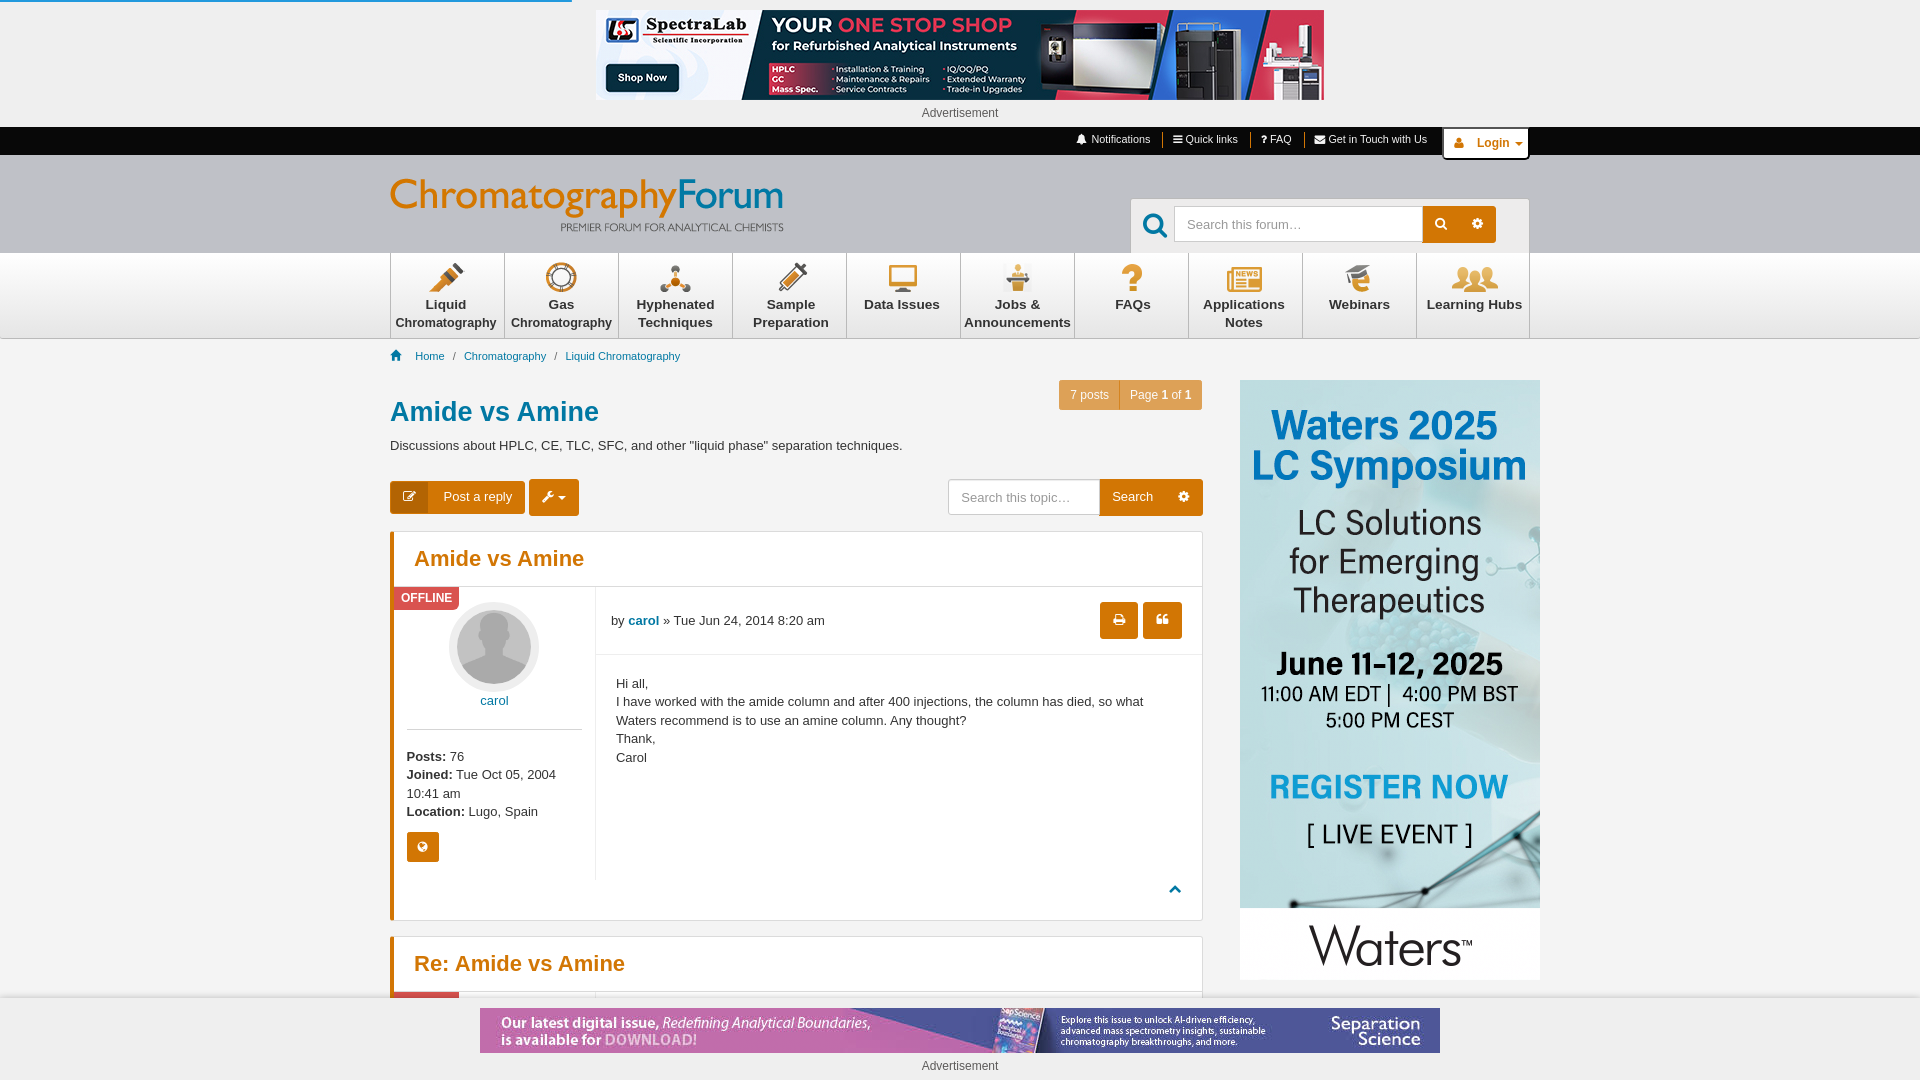 SpectraLab
Scientific Incorporation
Shop Now
YOUR ONE STOP SHOP
for Refurbished Analytical Instruments
HPLC
GC
Mass Spec.
• Installation & Training
• Maintenance & Repairs
• Service Contracts
• IQ/OQ/PQ
• Extended Warranty
• Trade-in Upgrades
Advertisement
Notifications
Quick links
FAQ
Get in Touch with Us
Login
ChromatographyForum
PREMIER FORUM FOR ANALYTICAL CHEMISTS
Search this forum…
Liquid
Chromatography
Gas
Chromatography
Hyphenated
Techniques
Sample
Preparation
Data Issues
Jobs &
Announcements
FAQs
NEWS
Applications
Notes
Webinars
Learning Hubs
Home / Chromatography / Liquid Chromatography
7 posts
Page 1 of 1
Amide vs Amine
Discussions about HPLC, CE, TLC, SFC, and other "liquid phase" separation techniques.
Post a reply
Search this topic…
Search
Amide vs Amine
OFFLINE
carol
Posts: 76
Joined: Tue Oct 05, 2004
10:41 am
Location: Lugo, Spain
by carol » Tue Jun 24, 2014 8:20 am
Hi all,
I have worked with the amide column and after 400 injections, the column has died, so what
Waters recommend is to use an amine column. Any thought?
Thank,
Carol
Re: Amide vs Amine
Waters 2025
LC Symposium
LC Solutions
for Emerging
Therapeutics
June 11-12, 2025
11:00 AM EDT | 4:00 PM BST
5:00 PM CEST
REGISTER NOW
[ LIVE EVENT ]
Waters™
Our latest digital issue, Redefining Analytical Boundaries,
is available for DOWNLOAD!
Explore this issue to unlock AI-driven efficiency,
advanced mass spectrometry insights, sustainable
chromatography breakthroughs, and more.
Separation
Science
Advertisement